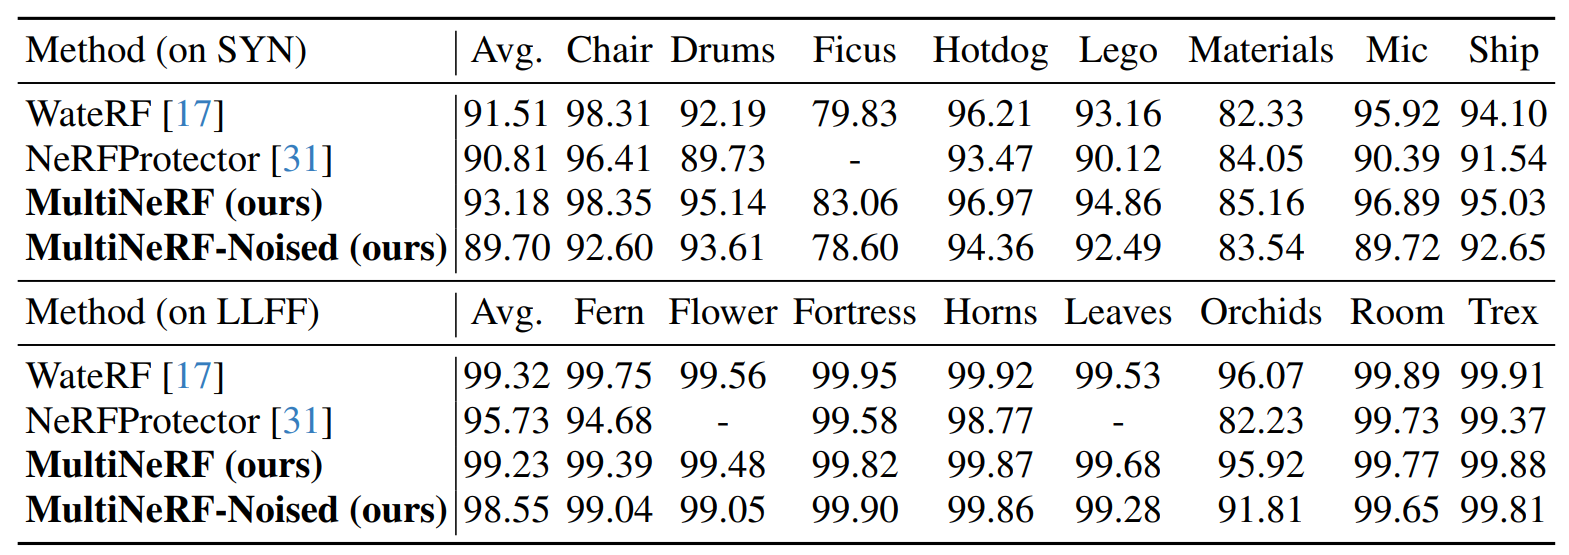 Method (on SYN) Avg. Chair Drums Ficus Hotdog Lego Materials Mic Ship
WateRF [17] 91.51 98.31 92.19 79.83 96.21 93.16 82.33 95.92 94.10
NeRFProtector [31] 90.81 96.41 89.73 - 93.47 90.12 84.05 90.39 91.54
MultiNeRF (ours) 93.18 98.35 95.14 83.06 96.97 94.86 85.16 96.89 95.03
MultiNeRF-Noised (ours) 89.70 92.60 93.61 78.60 94.36 92.49 83.54 89.72 92.65
Method (on LLFF) Avg. Fern Flower Fortress Horns Leaves Orchids Room Trex
WateRF [17] 99.32 99.75 99.56 99.95 99.92 99.53 96.07 99.89 99.91
NeRFProtector [31] 95.73 94.68 - 99.58 98.77 - 82.23 99.73 99.37
MultiNeRF (ours) 99.23 99.39 99.48 99.82 99.87 99.68 95.92 99.77 99.88
MultiNeRF-Noised (ours) 98.55 99.04 99.05 99.90 99.86 99.28 91.81 99.65 99.81